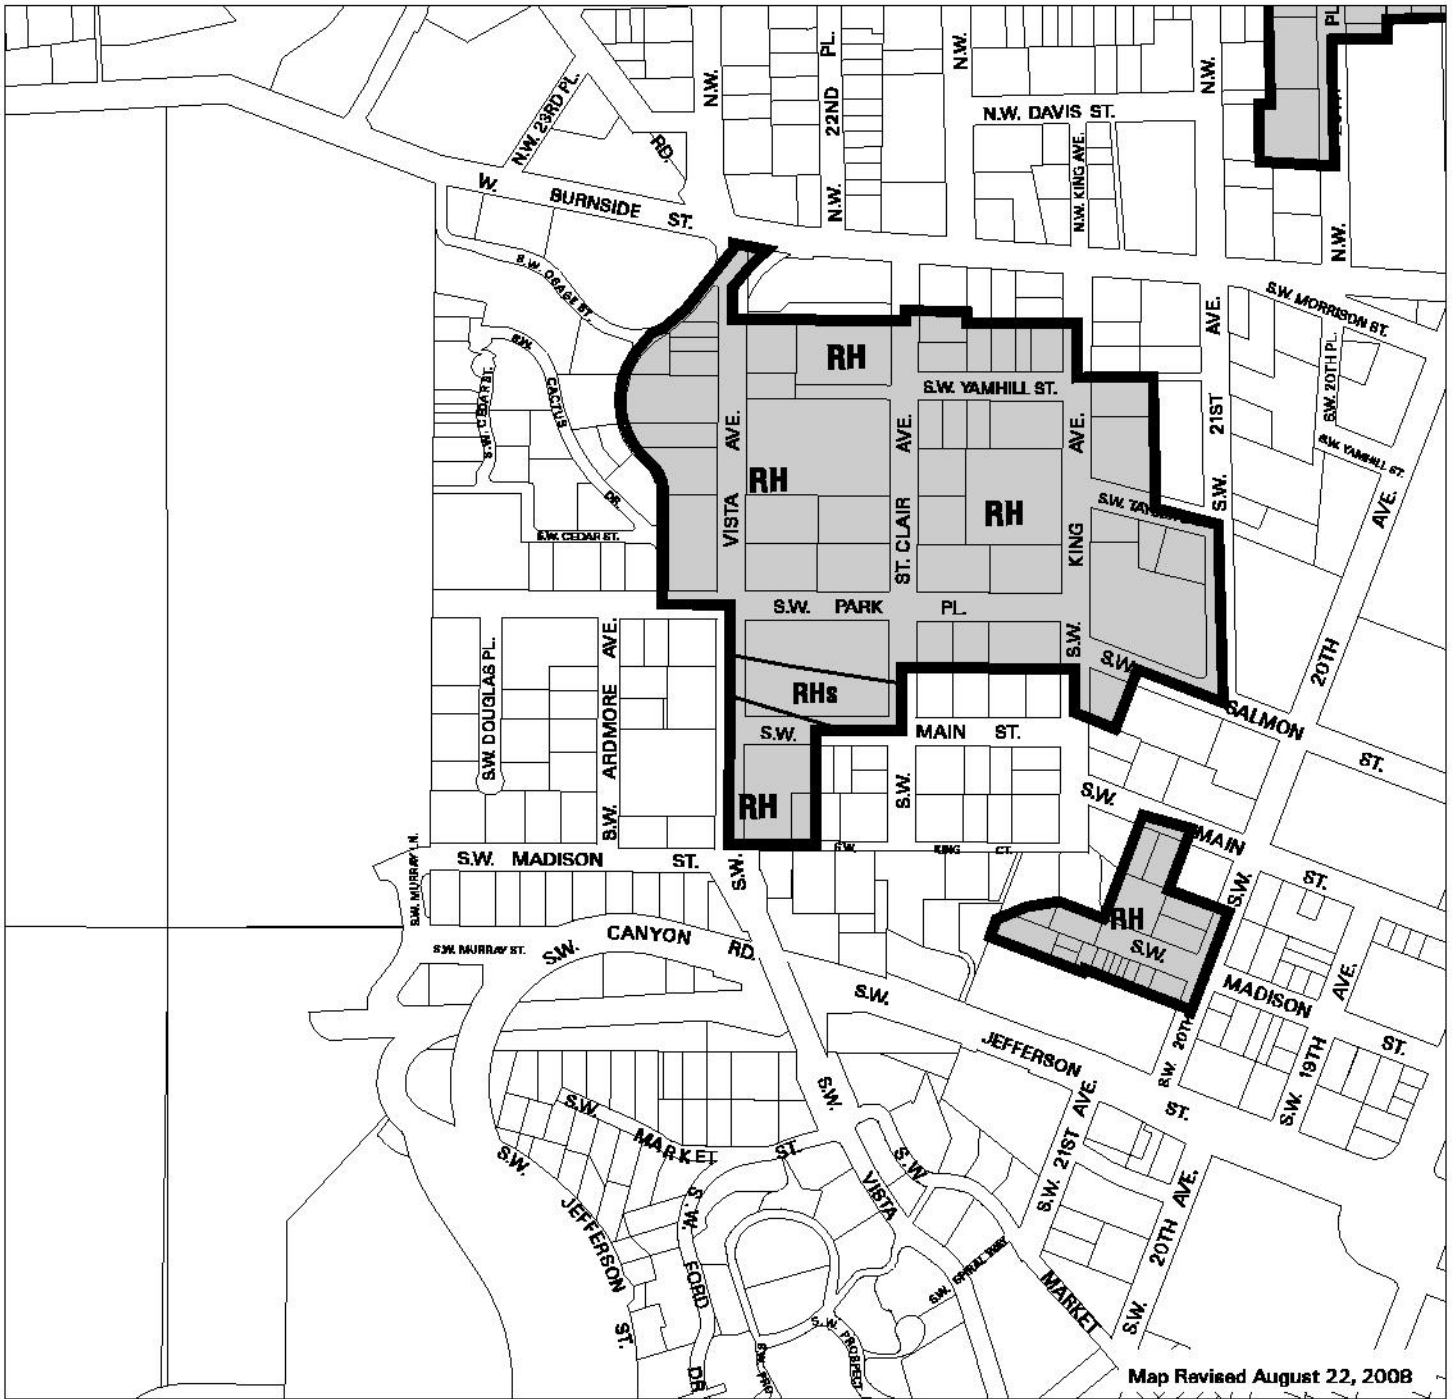 PL.
N.W.
22ND PL.
N.W.
N.W.
N.W. DAVIS ST.
N.W. 23RD PL.
RD.
N.W. KING AVE.
N.W.
W. BURNSIDE ST.
N.W.
S.W. OSAGE ST.
S.W. MORRISON ST.
AVE.
S.W. CACTUS DR.
RH
S.W. YAMHILL ST.
S.W. 20TH PL.
S.W. CEDAR ST.
AVE.
AVE.
AVE.
21ST
S.W. YAMHILL ST.
RH
RH
S.W.
AVE.
VISTA
ST. CLAIR
KING
S.W.
S.W. CEDAR ST.
S.W. PARK PL.
S.W. DOUGLAS PL.
S.W. ARDMORE AVE.
S.W.
S.W. SALMON ST.
20TH
RHs
S.W. MAIN ST.
RH
S.W.
S.W. MAIN ST.
S.W. KING CT.
S.W. MADISON ST.
S.W.
S.W. MURRAY LN.
RH
S.W.
S.W. MADISON ST.
S.W. MURRAY ST.
S.W. CANYON RD.
AVE.
S.W. JEFFERSON ST.
S.W. 20TH
S.W. 19TH
S.W. VISTA
S.W. MARKET ST.
S.W. 21ST AVE.
S.W. MARKET
S.W. JEFFERSON ST.
S.W. FORD DR
S.W. 20TH AVE.
S.W. SPIRAL WAY
S.W. PROSPECT
S.W. PRO
Map Revised August 22, 2008